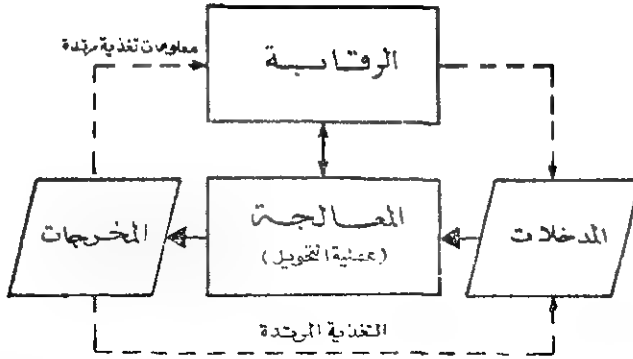 الرقابة
معلومات تغذية مرتدة
المدخلات
المعالجة
(عملية التحويل)
المخرجات
التغذية المرتدة